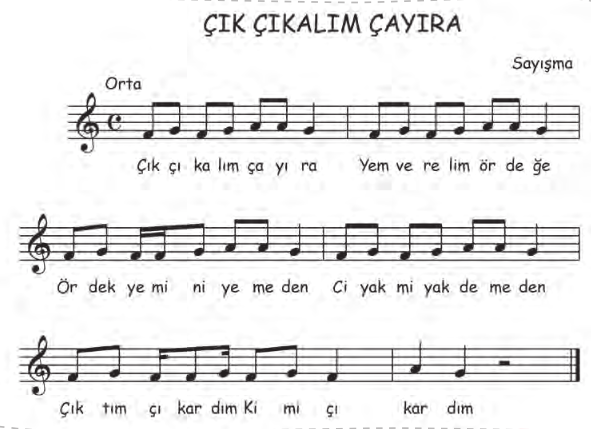 ÇIK ÇIKALIM ÇAYIRA
Sayışma
Orta
Çık çı ka lım ça yı ra Yem ve re lim ör de ğe
Ör dek ye mi ni ye me den Ci yak mi yak de me den
Çık tım çı kar dım Ki mi çı kar dım